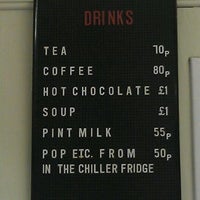 DRINKS
TEA 70p
COFFEE 80p
HOT CHOCOLATE £1
SOUP £1
PINT MILK 55p
POP ETC. FROM 50p
IN THE CHILLER FRIDGE